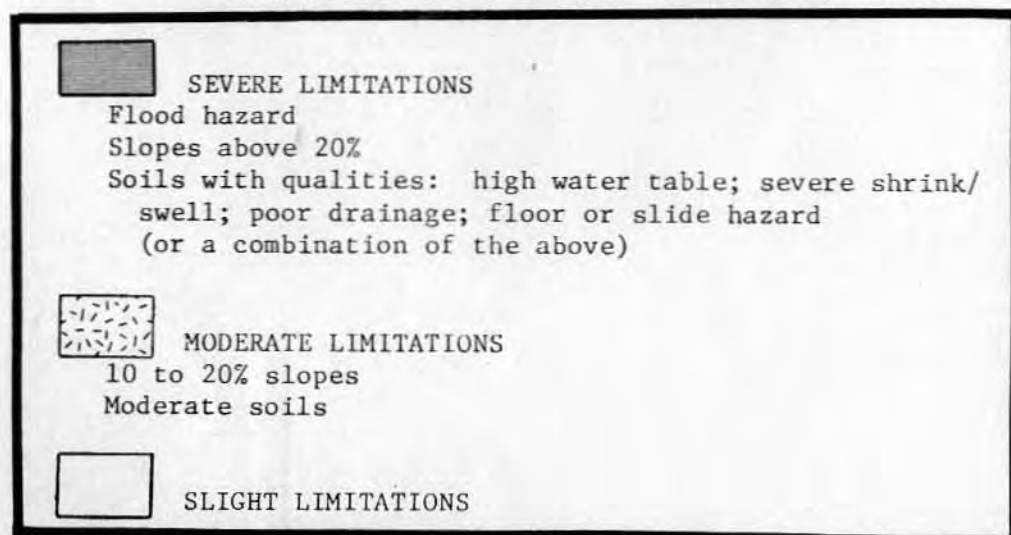 SEVERE LIMITATIONS
Flood hazard
Slopes above 20%
Soils with qualities: high water table; severe shrink/
swell; poor drainage; floor or slide hazard
(or a combination of the above)
MODERATE LIMITATIONS
10 to 20% slopes
Moderate soils
SLIGHT LIMITATIONS